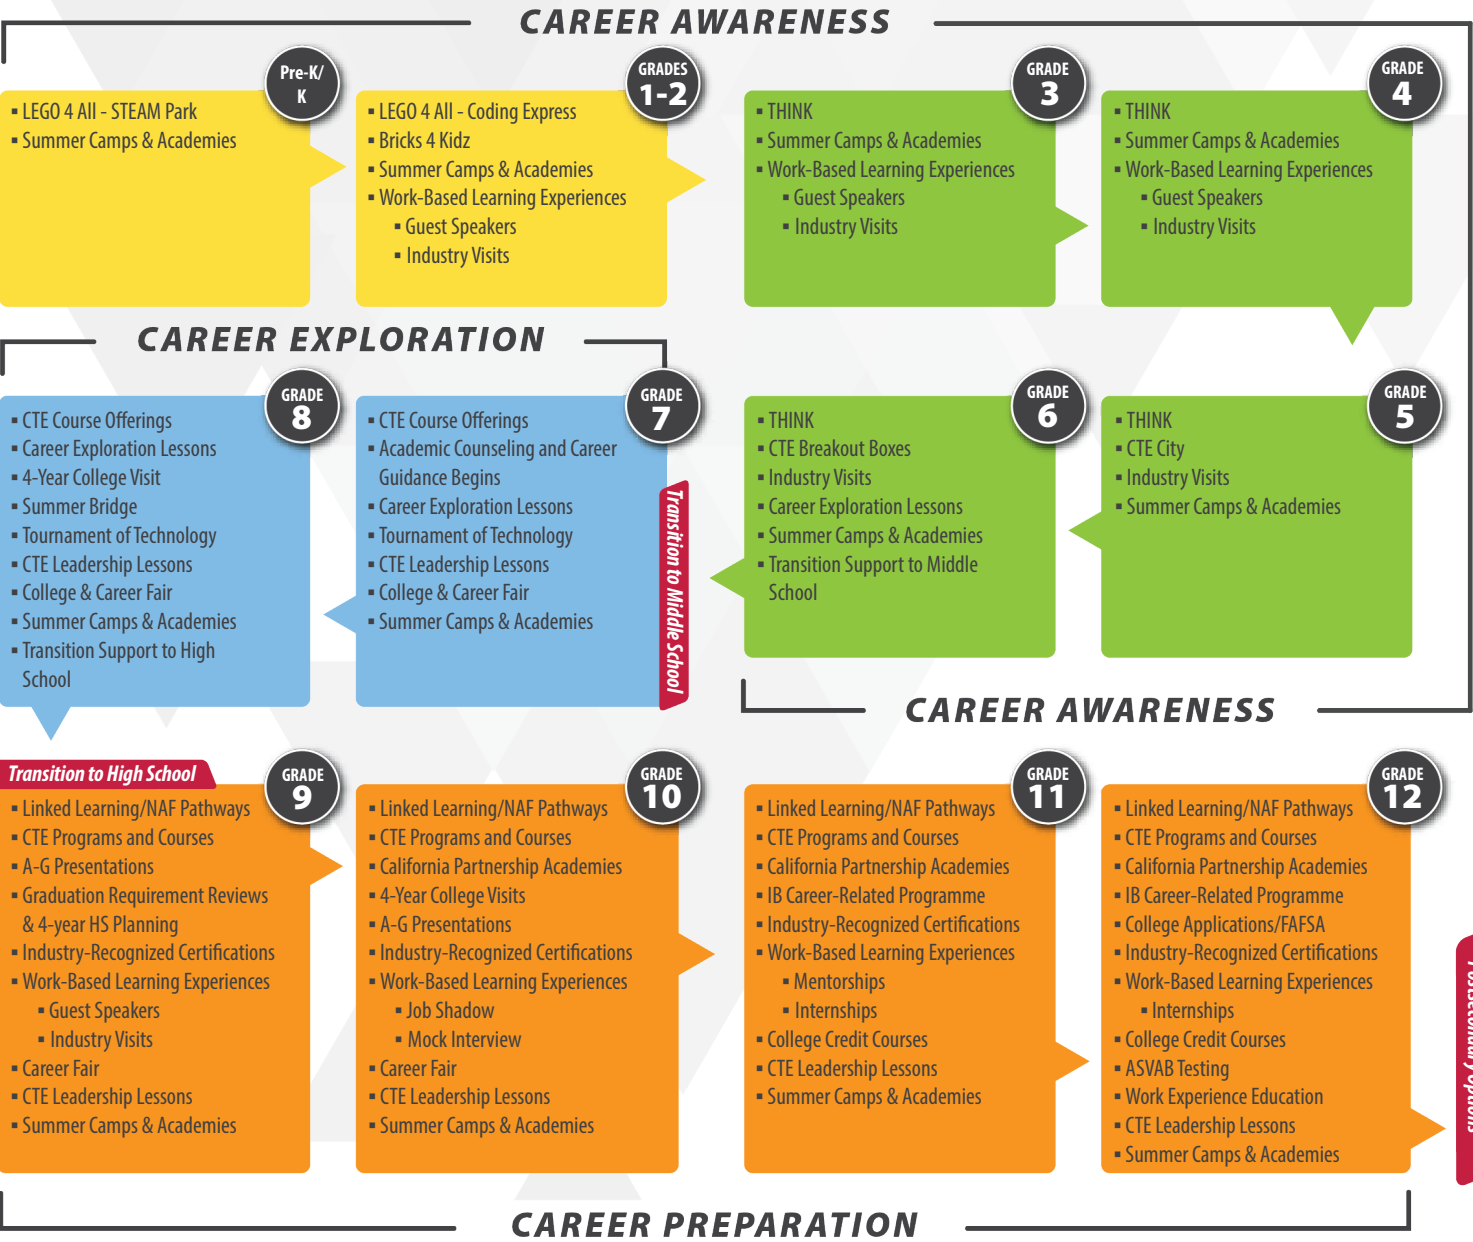 CAREER AWARENESS
Pre-K/
K
▪ LEGO 4 All - STEAM Park
▪ Summer Camps & Academies
GRADES
1-2
▪ LEGO 4 All - Coding Express
▪ Bricks 4 Kidz
▪ Summer Camps & Academies
▪ Work-Based Learning Experiences
▪ Guest Speakers
▪ Industry Visits
GRADE
3
▪ THINK
▪ Summer Camps & Academies
▪ Work-Based Learning Experiences
▪ Guest Speakers
▪ Industry Visits
GRADE
4
▪ THINK
▪ Summer Camps & Academies
▪ Work-Based Learning Experiences
▪ Guest Speakers
▪ Industry Visits
CAREER EXPLORATION
GRADE
8
▪ CTE Course Offerings
▪ Career Exploration Lessons
▪ 4-Year College Visit
▪ Summer Bridge
▪ Tournament of Technology
▪ CTE Leadership Lessons
▪ College & Career Fair
▪ Summer Camps & Academies
▪ Transition Support to High
School
GRADE
7
▪ CTE Course Offerings
▪ Academic Counseling and Career
Guidance Begins
▪ Career Exploration Lessons
▪ Tournament of Technology
▪ CTE Leadership Lessons
▪ College & Career Fair
▪ Summer Camps & Academies
Transition to Middle School
GRADE
6
▪ THINK
▪ CTE Breakout Boxes
▪ Industry Visits
▪ Career Exploration Lessons
▪ Summer Camps & Academies
▪ Transition Support to Middle
School
GRADE
5
▪ THINK
▪ CTE City
▪ Industry Visits
▪ Summer Camps & Academies
CAREER AWARENESS
Transition to High School
GRADE
9
▪ Linked Learning/NAF Pathways
▪ CTE Programs and Courses
▪ A-G Presentations
▪ Graduation Requirement Reviews
& 4-year HS Planning
▪ Industry-Recognized Certifications
▪ Work-Based Learning Experiences
▪ Guest Speakers
▪ Industry Visits
▪ Career Fair
▪ CTE Leadership Lessons
▪ Summer Camps & Academies
GRADE
10
▪ Linked Learning/NAF Pathways
▪ CTE Programs and Courses
▪ California Partnership Academies
▪ 4-Year College Visits
▪ A-G Presentations
▪ Industry-Recognized Certifications
▪ Work-Based Learning Experiences
▪ Job Shadow
▪ Mock Interview
▪ Career Fair
▪ CTE Leadership Lessons
▪ Summer Camps & Academies
GRADE
11
▪ Linked Learning/NAF Pathways
▪ CTE Programs and Courses
▪ California Partnership Academies
▪ IB Career-Related Programme
▪ Industry-Recognized Certifications
▪ Work-Based Learning Experiences
▪ Mentorships
▪ Internships
▪ College Credit Courses
▪ CTE Leadership Lessons
▪ Summer Camps & Academies
GRADE
12
▪ Linked Learning/NAF Pathways
▪ CTE Programs and Courses
▪ California Partnership Academies
▪ IB Career-Related Programme
▪ College Applications/FAFSA
▪ Industry-Recognized Certifications
▪ Work-Based Learning Experiences
▪ Internships
▪ College Credit Courses
▪ ASVAB Testing
▪ Work Experience Education
▪ CTE Leadership Lessons
▪ Summer Camps & Academies
Postsecondary Options
CAREER PREPARATION